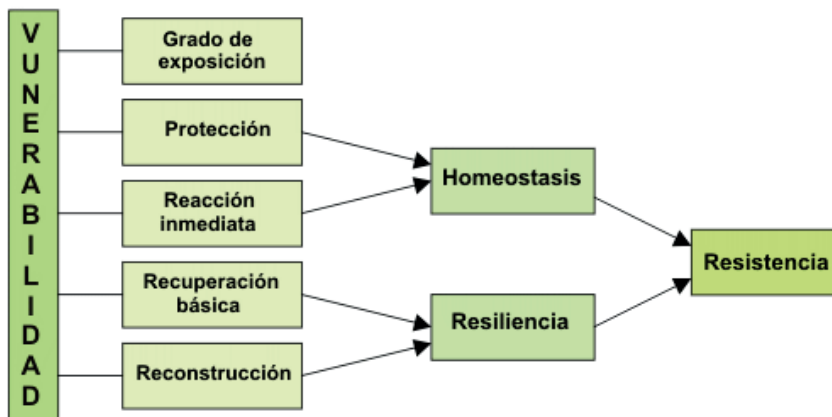 VUNERABILIDAD
Grado de
exposición
Protección
Reacción
inmediata
Recuperación
básica
Reconstrucción
Homeostasis
Resiliencia
Resistencia